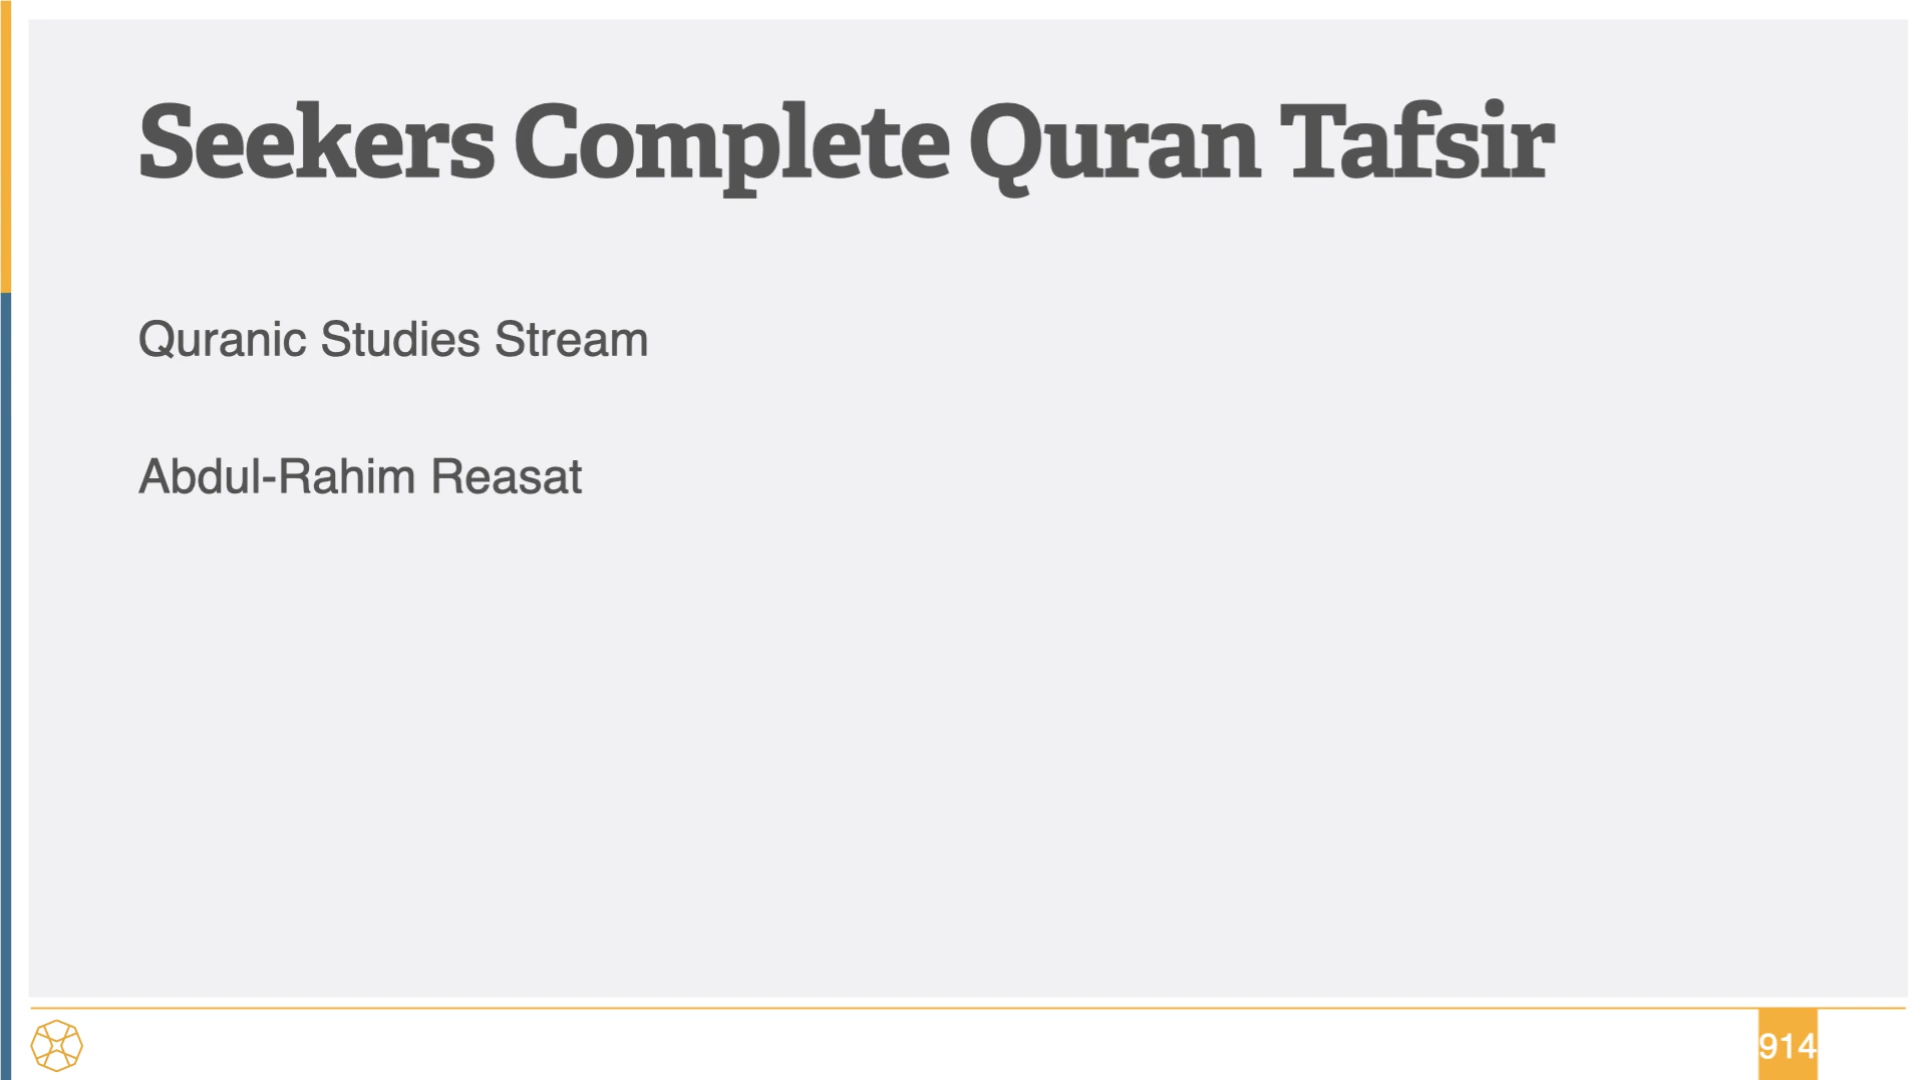 Seekers Complete Quran Tafsir
Quranic Studies Stream
Abdul-Rahim Reasat
914